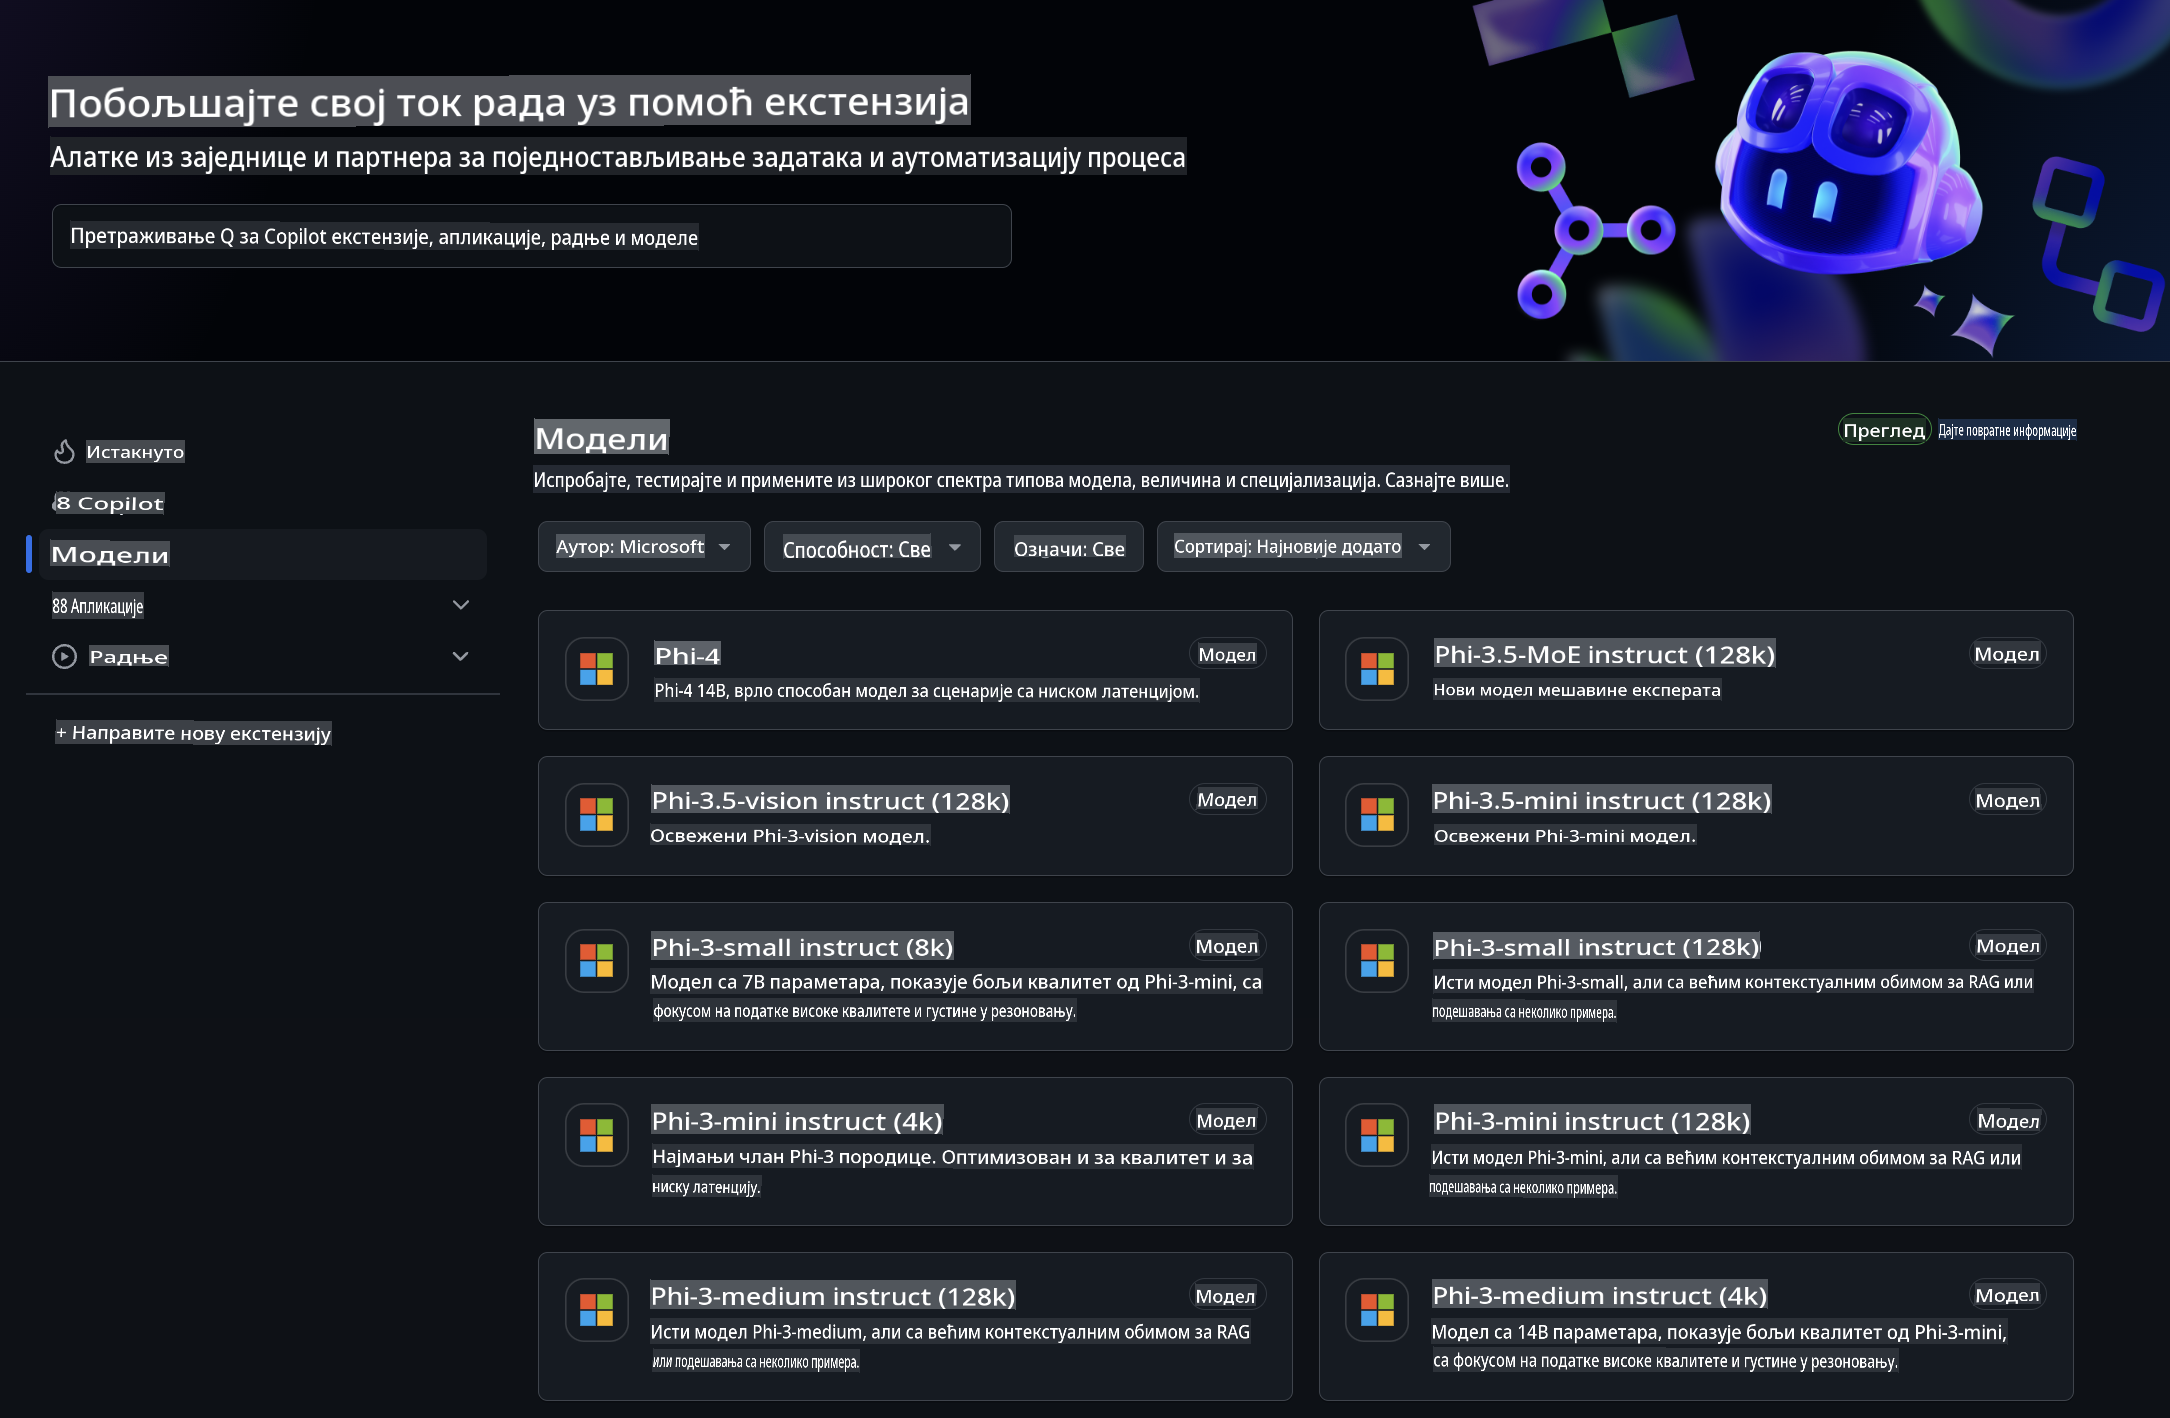 Побољшајте свој ток рада уз помоћ екстензија
Алатке из заједнице и партнера за поједностављивање задатака и аутоматизацију процеса
Претраживање Q за Copilot екстензије, апликације, радње и моделе
Истакнуто
8 Copilot
Модели
88 Апликације
Радње
+ Направите нову екстензију
Модели
Преглед Дајте повратне информације
Испробајте, тестирајте и примените из широког спектра типова модела, величина и специјализација. Сазнајте више.
Аутор: Microsoft
Способност: Све
Означи: Све
Сортирај: Најновије додато
Phi-4
Модел
Phi-4 14B, врло способан модел за сценарије са ниском латенцијом.
Phi-3.5-MoE instruct (128k)
Модел
Нови модел мешавине експерата
Phi-3.5-vision instruct (128k)
Модел
Освежени Phi-3-vision модел.
Phi-3.5-mini instruct (128k)
Модел
Освежени Phi-3-mini модел.
Phi-3-small instruct (8k)
Модел
Модел са 7B параметара, показује бољи квалитет од Phi-3-mini, са
фокусом на податке високе квалитете и густине у резоновању.
Phi-3-small instruct (128k)
Модел
Исти модел Phi-3-small, али са већим контекстуалним обимом за RAG или
подешавања са неколико примера.
Phi-3-mini instruct (4k)
Модел
Најмањи члан Phi-3 породице. Оптимизован и за квалитет и за
ниску латенцију.
Phi-3-mini instruct (128k)
Модел
Исти модел Phi-3-mini, али са већим контекстуалним обимом за RAG или
подешавања са неколико примера.
Phi-3-medium instruct (128k)
Модел
Исти модел Phi-3-medium, али са већим контекстуалним обимом за RAG
или подешавања са неколико примера.
Phi-3-medium instruct (4k)
Модел
Модел са 14B параметара, показује бољи квалитет од Phi-3-mini,
са фокусом на податке високе квалитете и густине у резоновању.